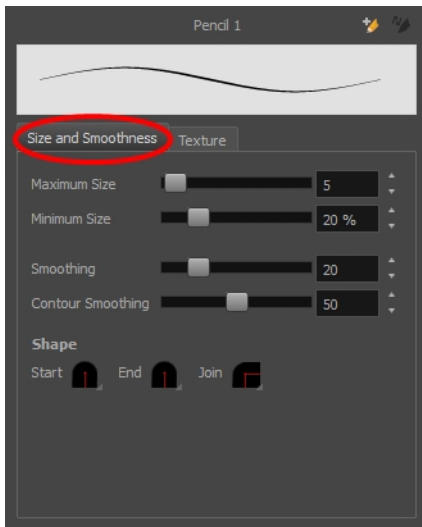 Pencil 1
Size and Smoothness Texture
Maximum Size 5
Minimum Size 20 %
Smoothing 20
Contour Smoothing 50
Shape
Start End Join